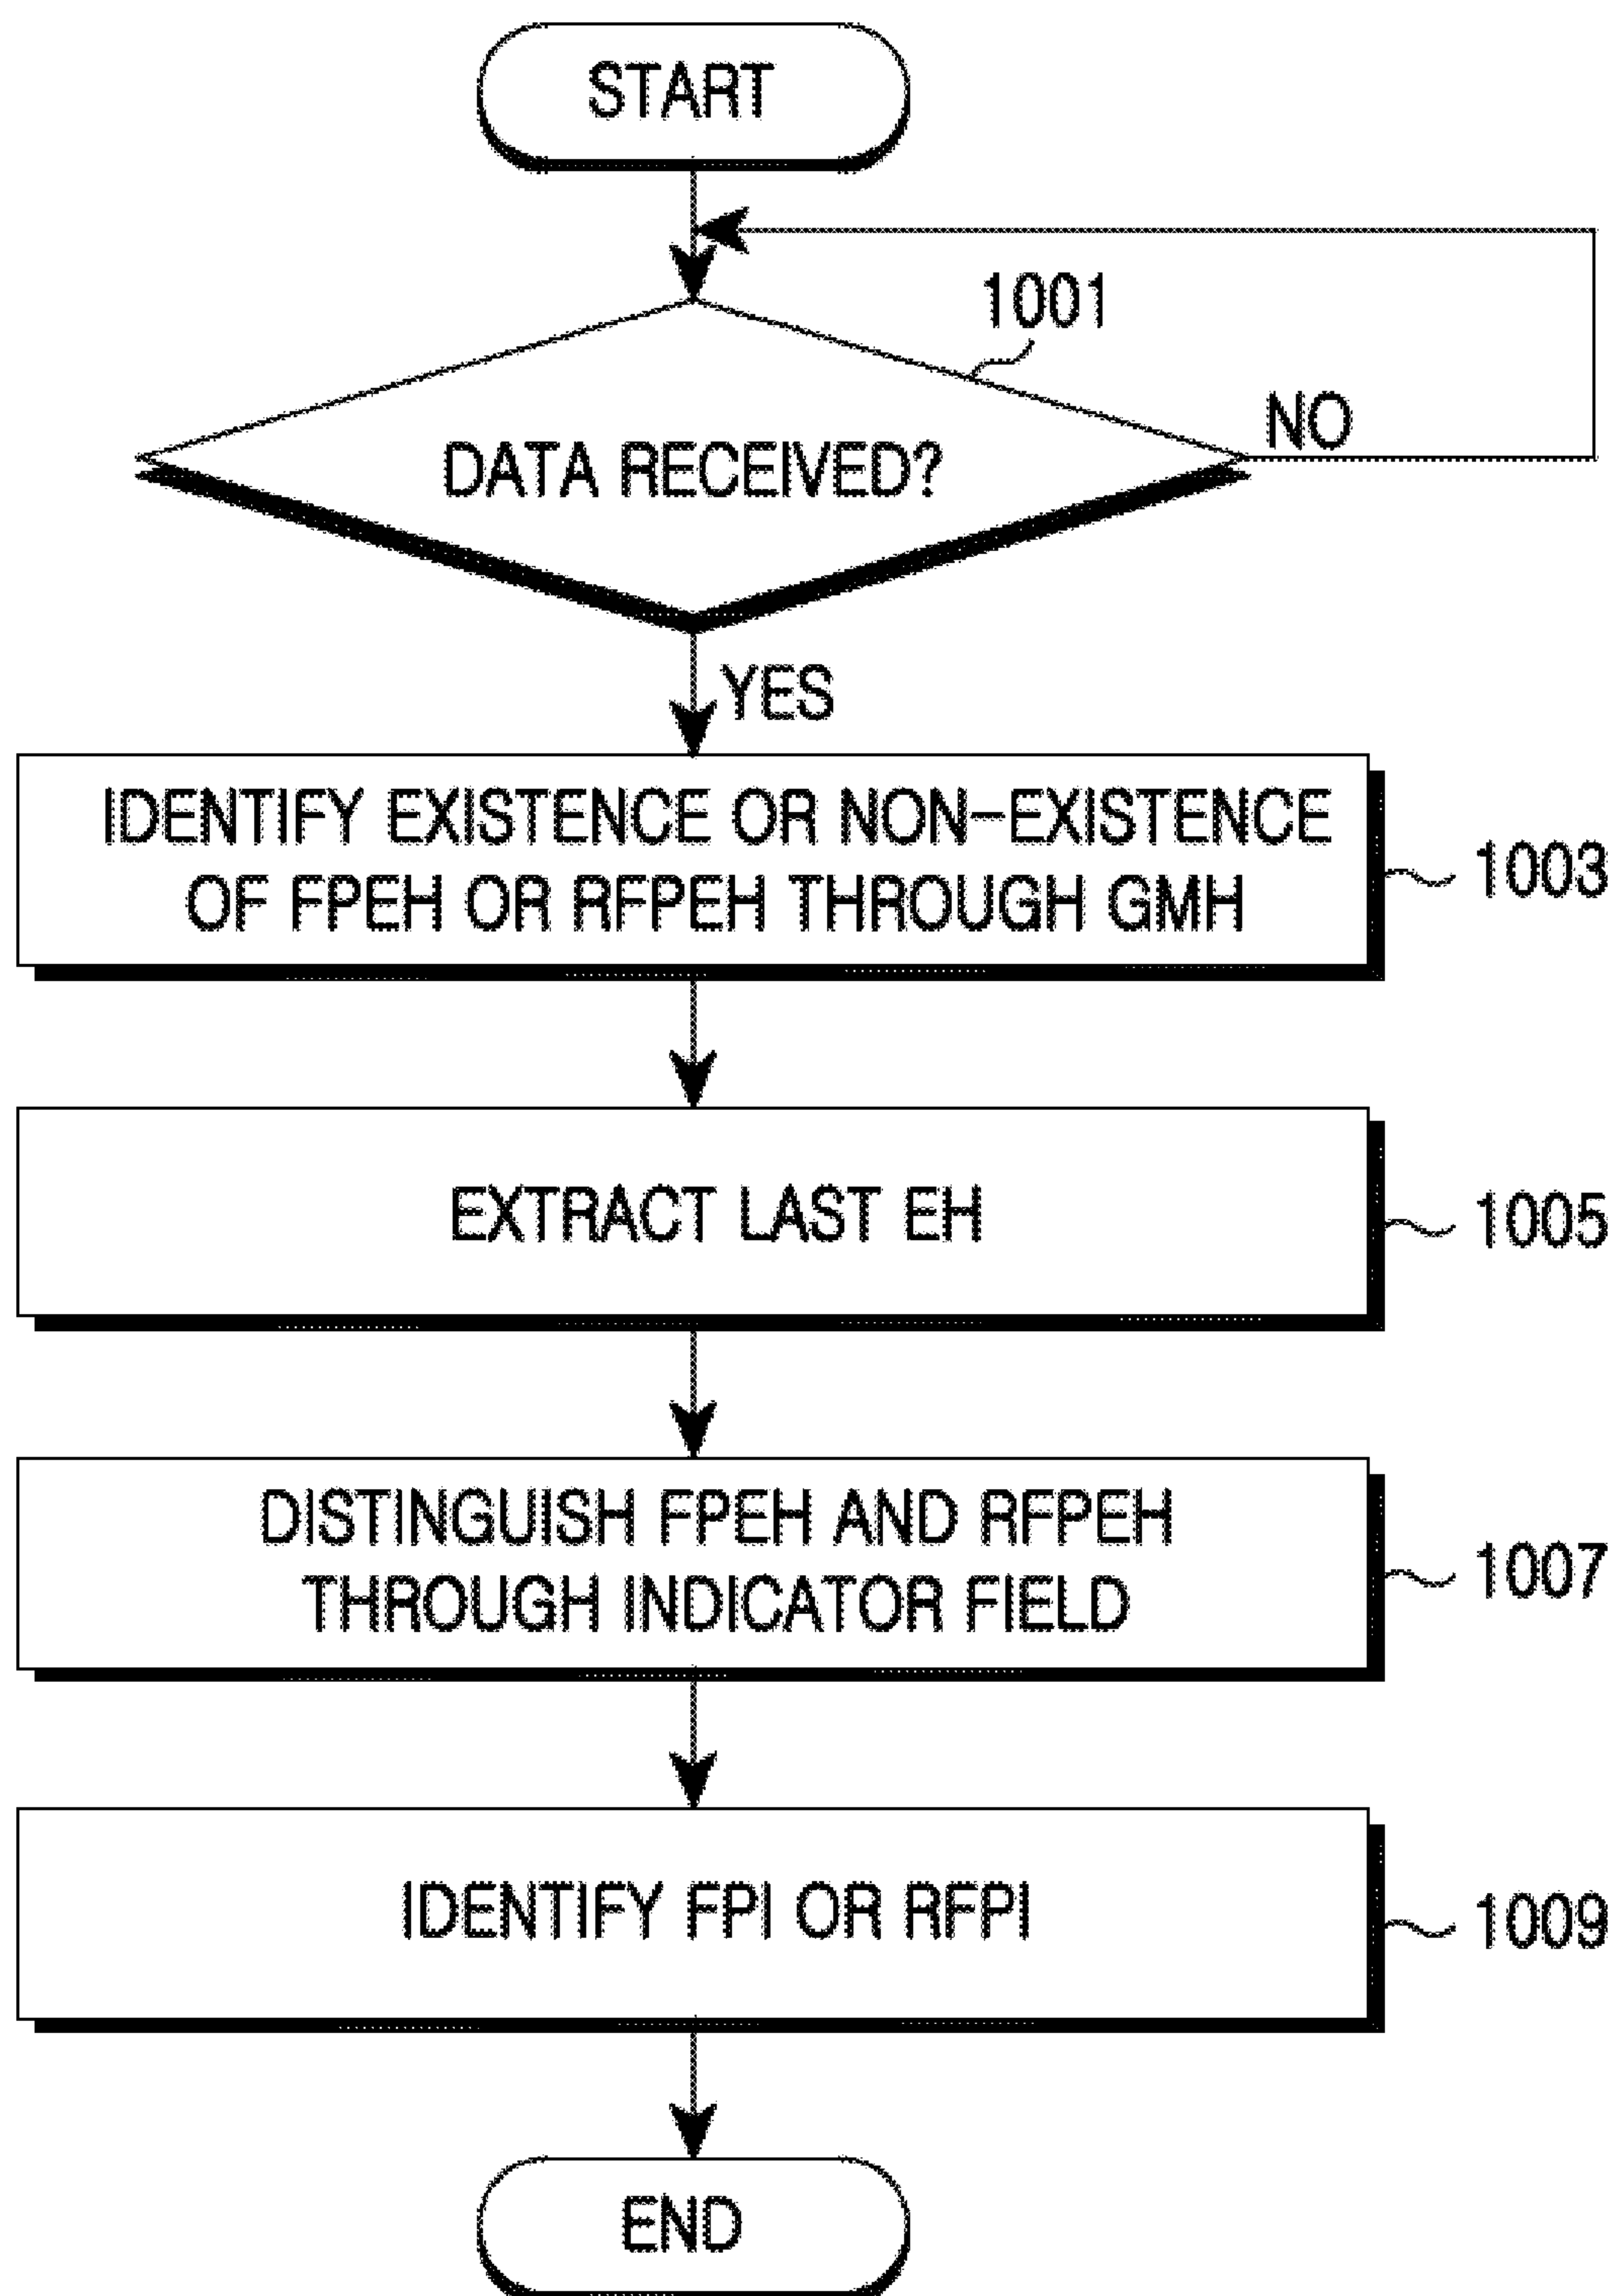 START
1001
NO
DATA RECEIVED?
YES
IDENTIFY EXISTENCE OR NON-EXISTENCE
OF FPEH OR RFPEH THROUGH GMH
1003
EXTRACT LAST EH
1005
DISTINGUISH FPEH AND RFPEH
THROUGH INDICATOR FIELD
1007
IDENTIFY FPI OR RFPI
1009
END